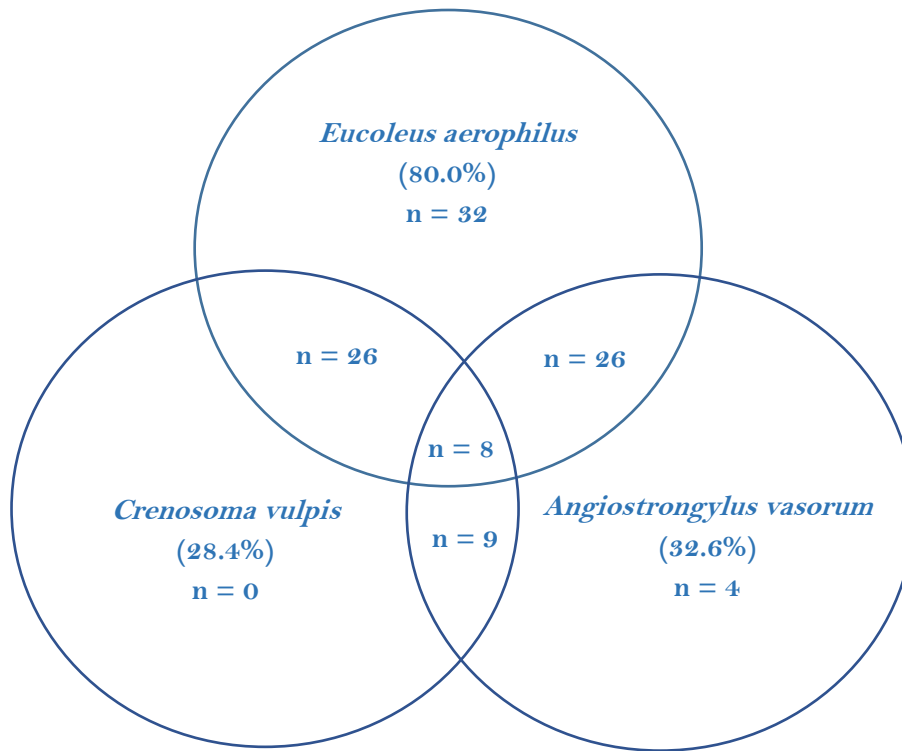 Eucoleus aerophilus
(80.0%)
n = 32
n = 26
n = 26
n = 8
Crenosoma vulpis
(28.4%)
n = 0
n = 9
Angiostrongylus vasorum
(32.6%)
n = 4